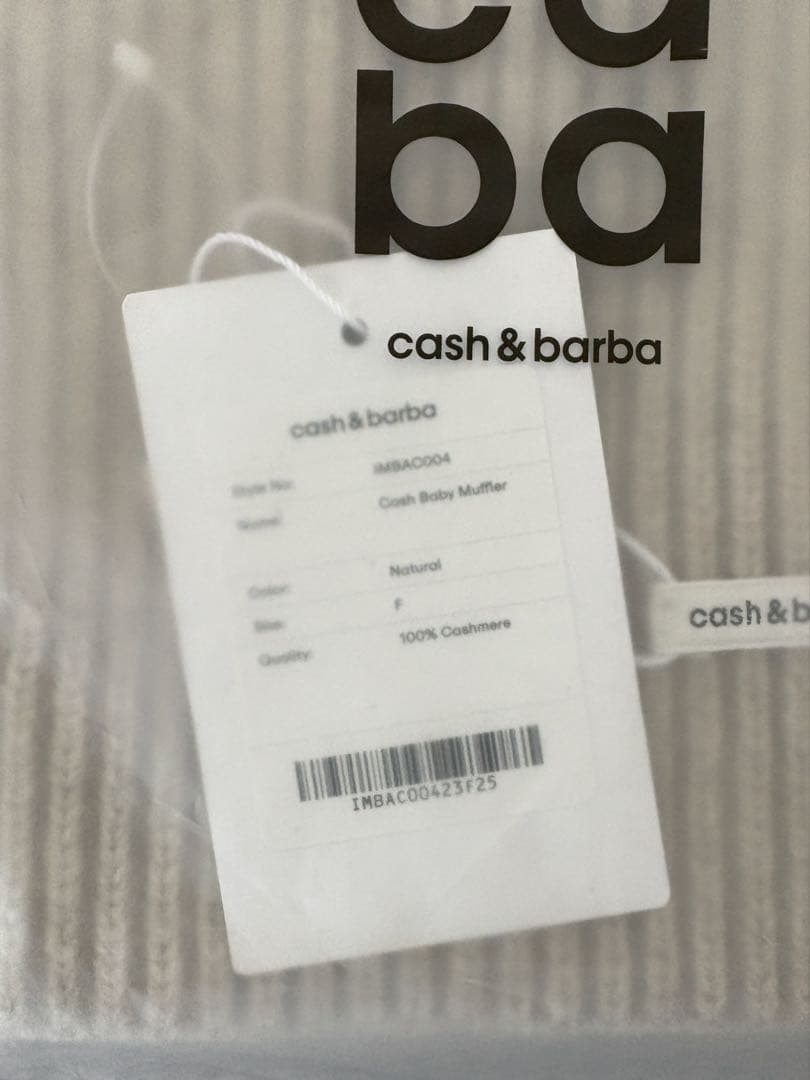 ca
ba
cash & barba
cash & barba
Style No: IMBAC004
Name: Cash Baby Muffler
Color: Natural
Size: F
Quality: 100% Cashmere
cash & b
IMBAC00423F25